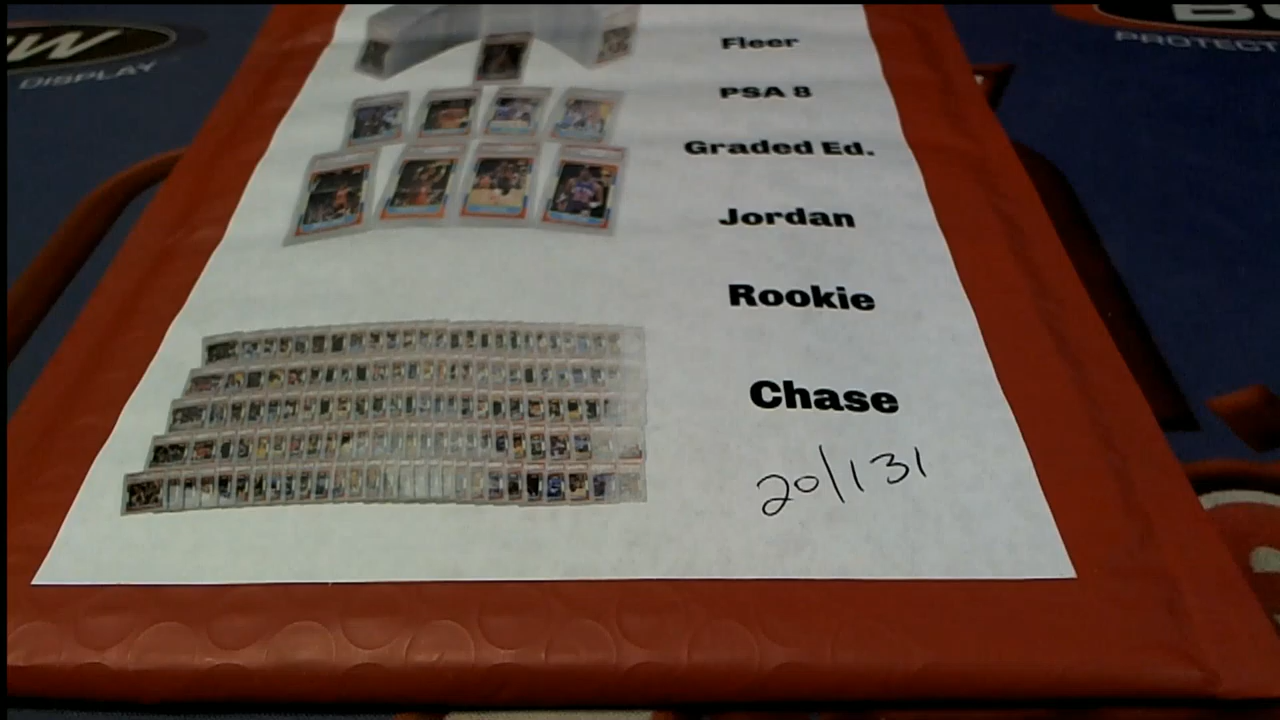 DISPLAY
PROTECT
Fleer
PSA 8
Graded Ed.
Jordan
Rookie
Chase
20/131